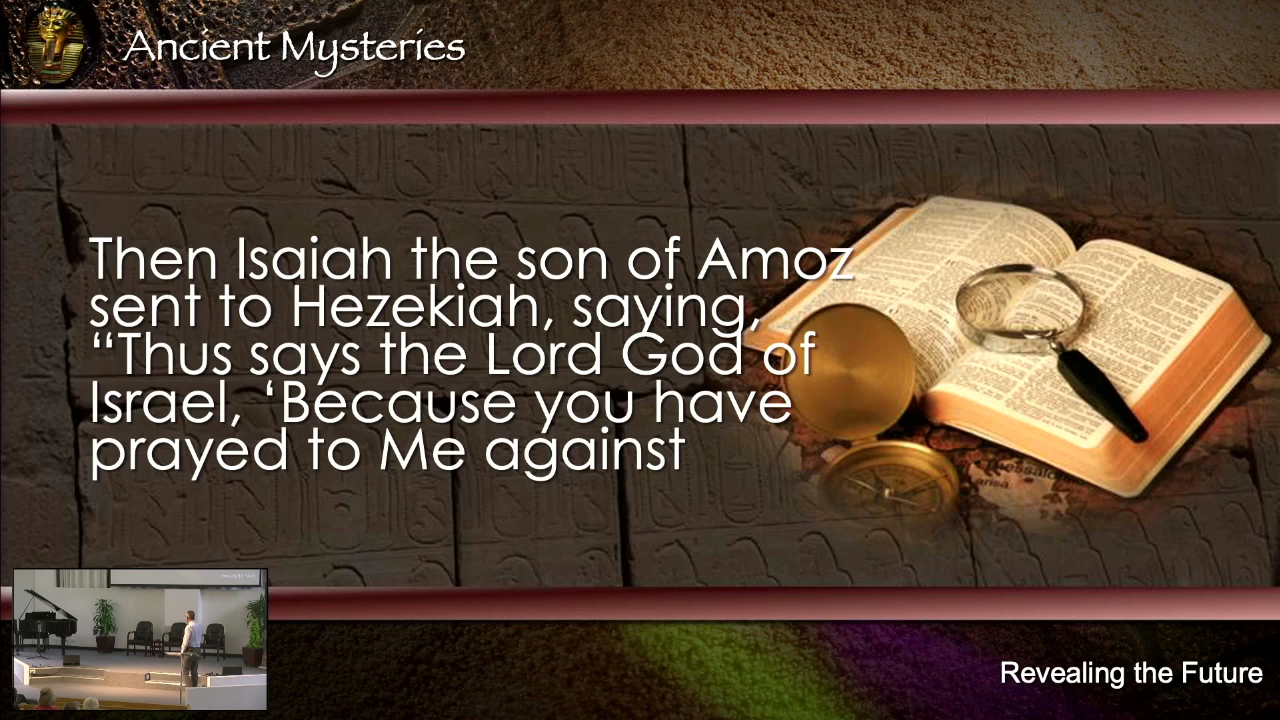 Ancient Mysteries
Then Isaiah the son of Amoz
sent to Hezekiah, saying,
“Thus says the Lord God of
Israel, ‘Because you have
prayed to Me against
Revealing the Future